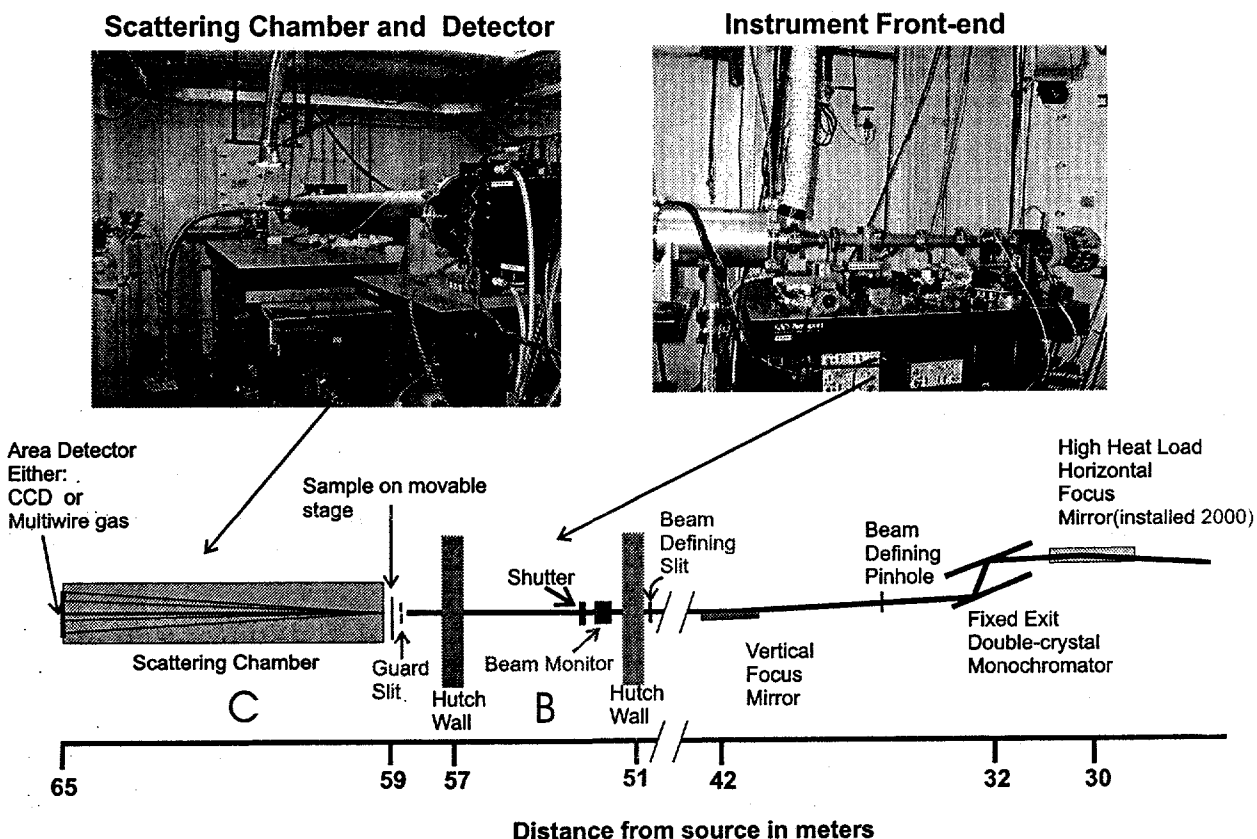 Scattering Chamber and Detector
Instrument Front-end
Area Detector
Either:
CCD or
Multiwire gas
Sample on movable
stage
Shutter
Beam
Defining
Slit
Beam
Defining
Pinhole
High Heat Load
Horizontal
Focus
Mirror(installed 2000)
Scattering Chamber
Guard
Slit
Beam Monitor
Hutch
Wall
Hutch
Wall
Vertical
Focus
Mirror
Fixed Exit
Double-crystal
Monochromator
C
B
65
59
57
51
42
32
30
Distance from source in meters